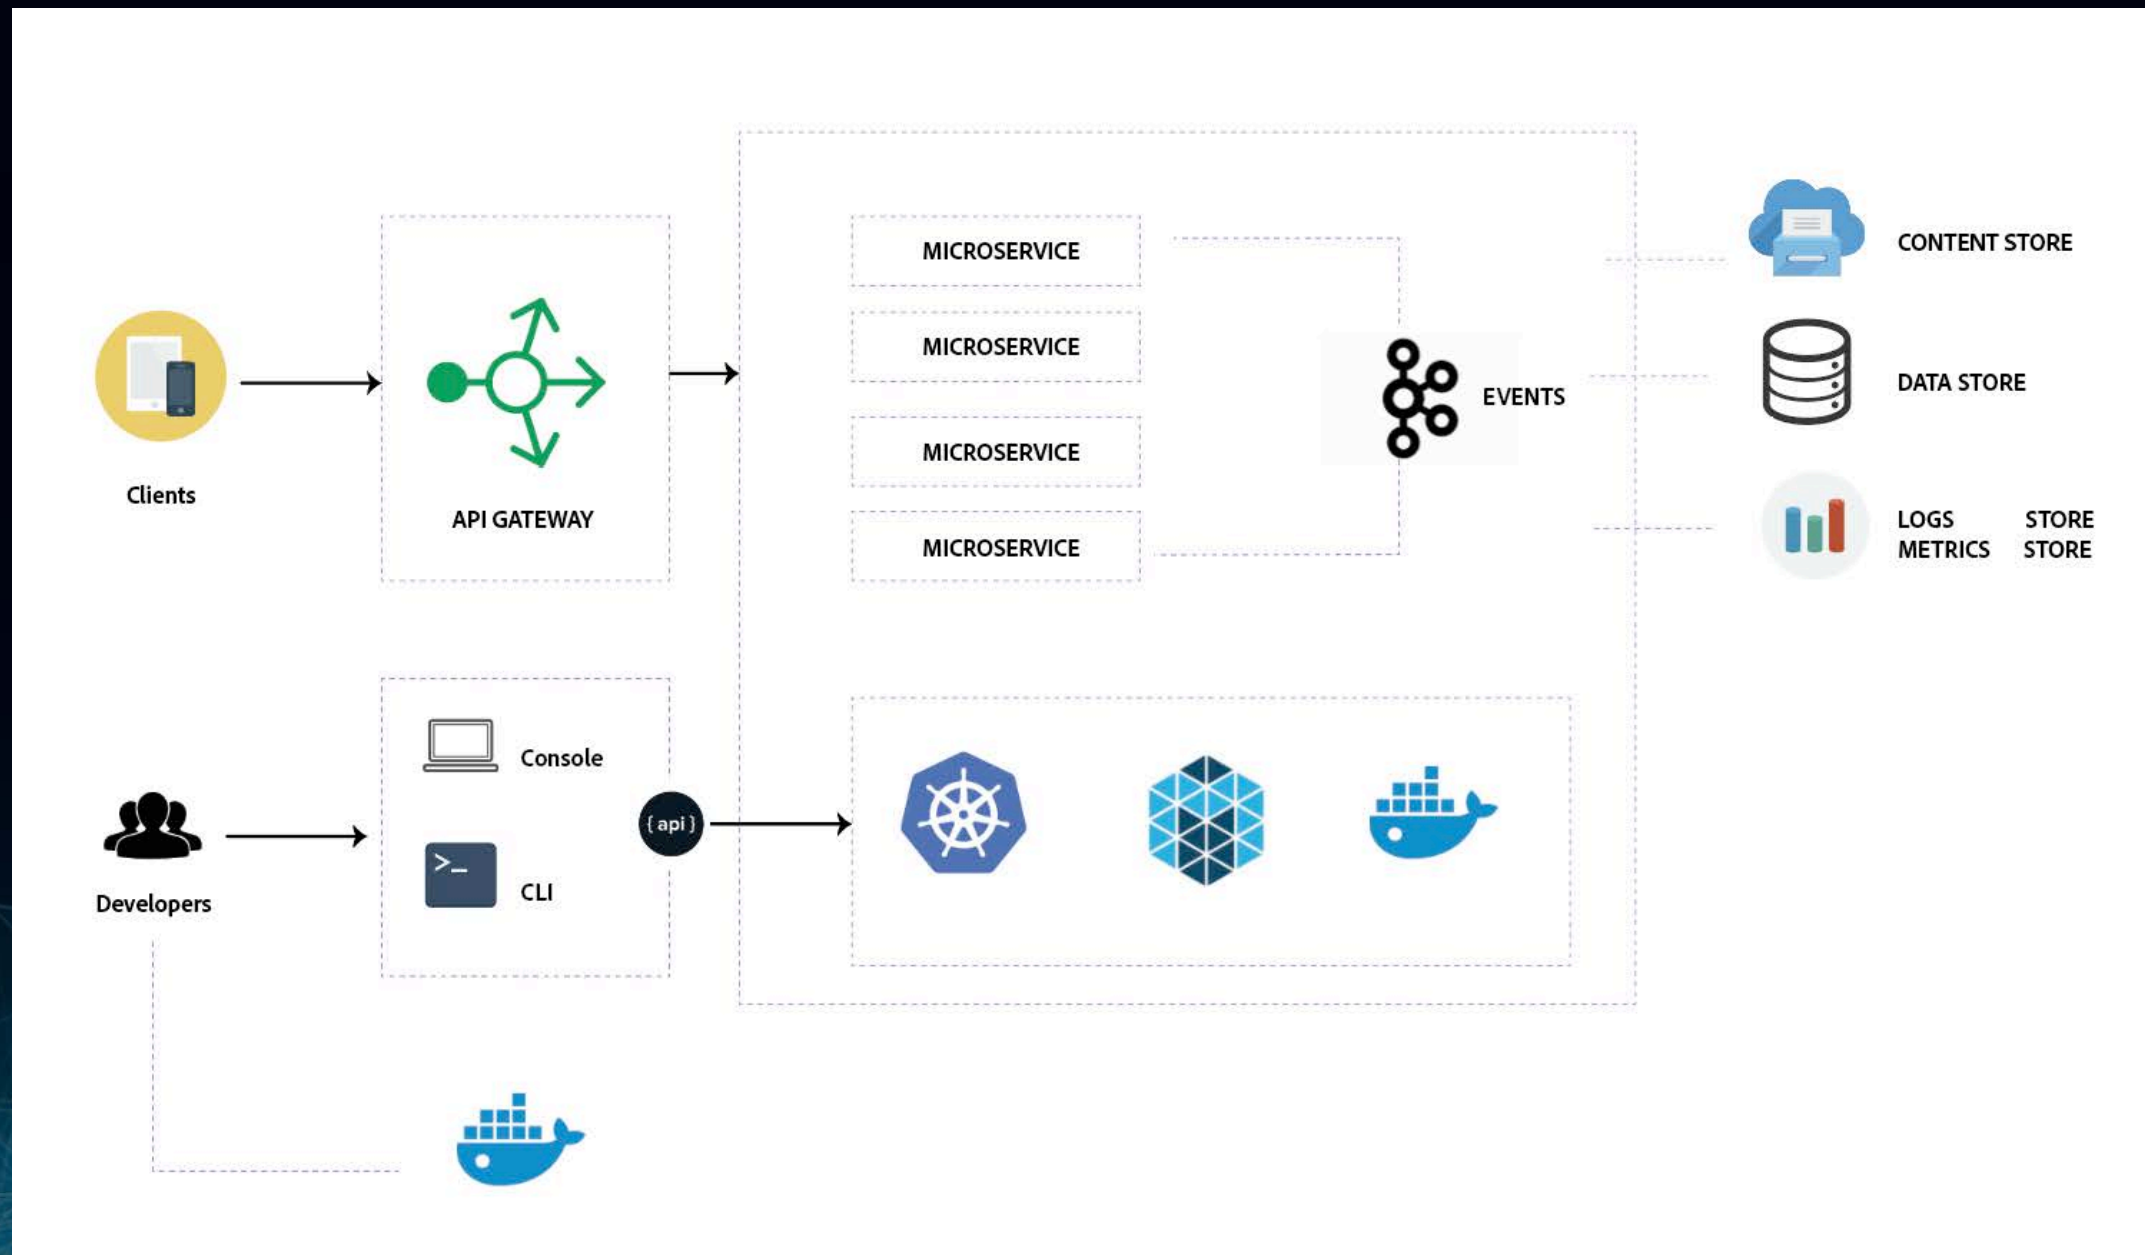 MICROSERVICE
CONTENT STORE
MICROSERVICE
DATA STORE
EVENTS
MICROSERVICE
Clients
API GATEWAY
MICROSERVICE
LOGS STORE
METRICS STORE
Console
{ api }
>_
CLI
Developers